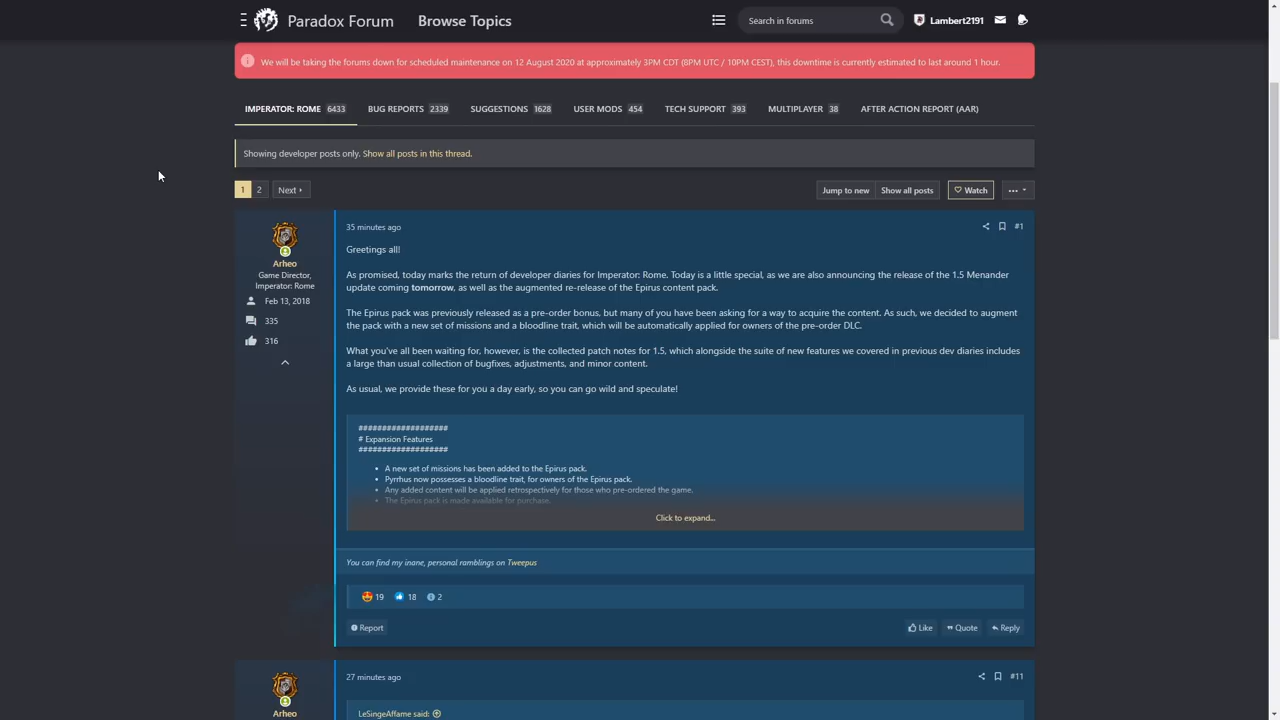 Paradox Forum Browse Topics Search in forums Lambert2191
We will be taking the forums down for scheduled maintenance on 12 August 2020 at approximately 3PM CDT (8PM UTC / 10PM CEST), this downtime is currently estimated to last around 1 hour.
IMPERATOR: ROME 6433 BUG REPORTS 2339 SUGGESTIONS 1628 USER MODS 454 TECH SUPPORT 393 MULTIPLAYER 38 AFTER ACTION REPORT (AAR)
Showing developer posts only. Show all posts in this thread.
1 2 Next Jump to new Show all posts Watch
35 minutes ago #1
Arheo
Game Director,
Imperator: Rome
Feb 13, 2018
335
316
Greetings all!
As promised, today marks the return of developer diaries for Imperator: Rome. Today is a little special, as we are also announcing the release of the 1.5 Menander
update coming tomorrow, as well as the augmented re-release of the Epirus content pack.
The Epirus pack was previously released as a pre-order bonus, but many of you have been asking for a way to acquire the content. As such, we decided to augment
the pack with a new set of missions and a bloodline trait, which will be automatically applied for owners of the pre-order DLC.
What you've all been waiting for, however, is the collected patch notes for 1.5, which alongside the suite of new features we covered in previous dev diaries includes
a large than usual collection of bugfixes, adjustments, and minor content.
As usual, we provide these for you a day early, so you can go wild and speculate!
###################
# Expansion Features
###################
• A new set of missions has been added to the Epirus pack.
• Pyrrhus now possesses a bloodline trait, for owners of the Epirus pack.
• Any added content will be applied retrospectively for those who pre-ordered the game.
• The Epirus pack is made available for purchase.
Click to expand...
You can find my inane, personal ramblings on Tweepus
19 18 2
Report Like Quote Reply
27 minutes ago #11
Arheo
Game Director,
LeSingeAffame said: